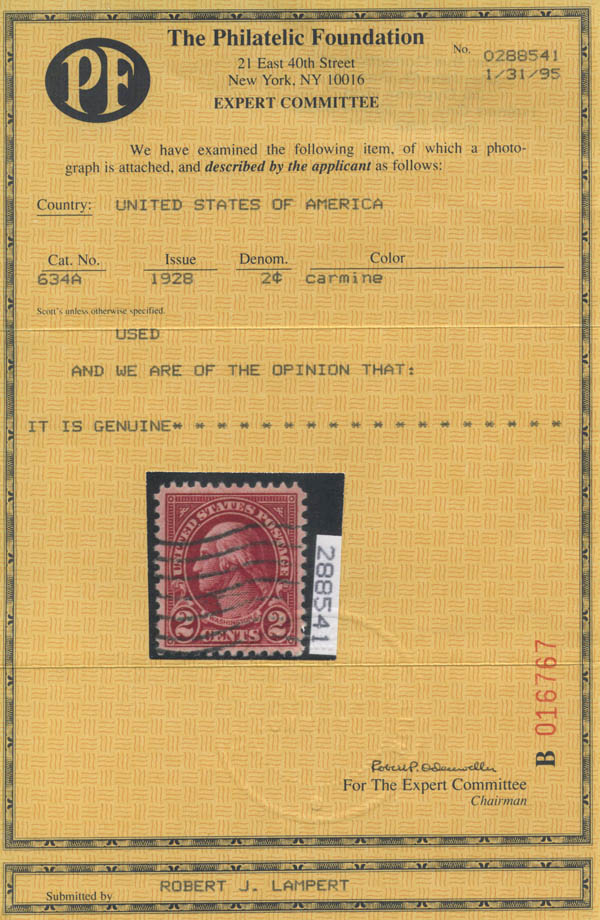 PF
The Philatelic Foundation
21 East 40th Street
New York, NY 10016
EXPERT COMMITTEE
No. 0288541
1/31/95
We have examined the following item, of which a photo-
graph is attached, and described by the applicant as follows:
Country: UNITED STATES OF AMERICA
Cat. No. Issue Denom. Color
634A 1928 2¢ carmine
Scott's unless otherwise specified.
USED
AND WE ARE OF THE OPINION THAT:
IT IS GENUINE* * * * * * * * * * * * * * * * * *
UNITED STATES POSTAGE
WASHINGTON
2 CENTS 2
288541
B 016767
Robert P. Odenweller
For The Expert Committee
Chairman
Submitted by ROBERT J. LAMPERT